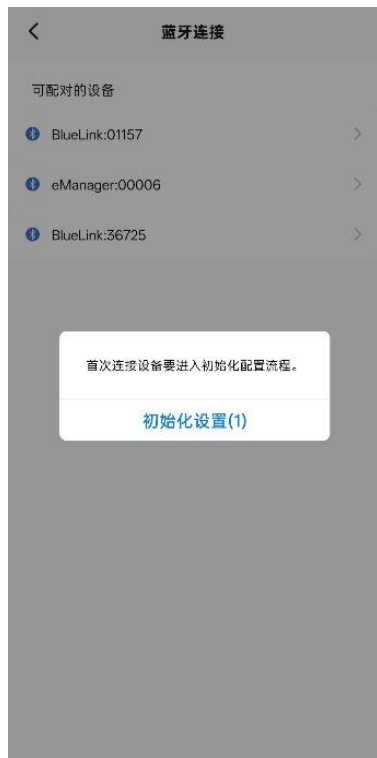 蓝牙连接
可配对的设备
BlueLink:01157
eManager:00006
BlueLink:36725
首次连接设备要进入初始化配置流程。
初始化设置(1)